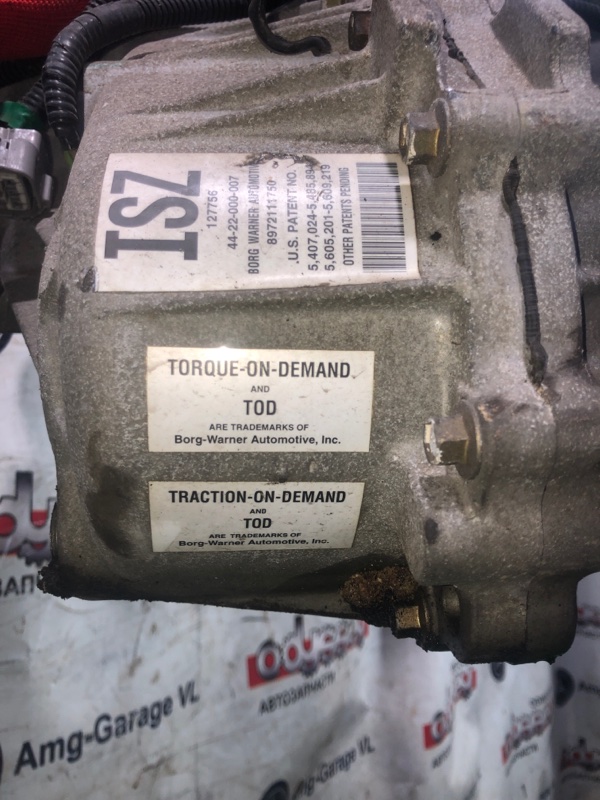 ISZ
127756
44-22-000-007
BORG WARNER AUTOMOTIVE
8972111750
U.S. PATENT NO.
5,407,024-5,485,894
5,605,201-5,609,219
OTHER PATENTS PENDING
TORQUE-ON-DEMAND
AND
TOD
ARE TRADEMARKS OF
Borg-Warner Automotive, Inc.
TRACTION-ON-DEMAND
AND
TOD
ARE TRADEMARKS OF
Borg-Warner Automotive, Inc.
АВТОЗАПЧАСТИ
Amg-Garage VL
Amg-Garage VL